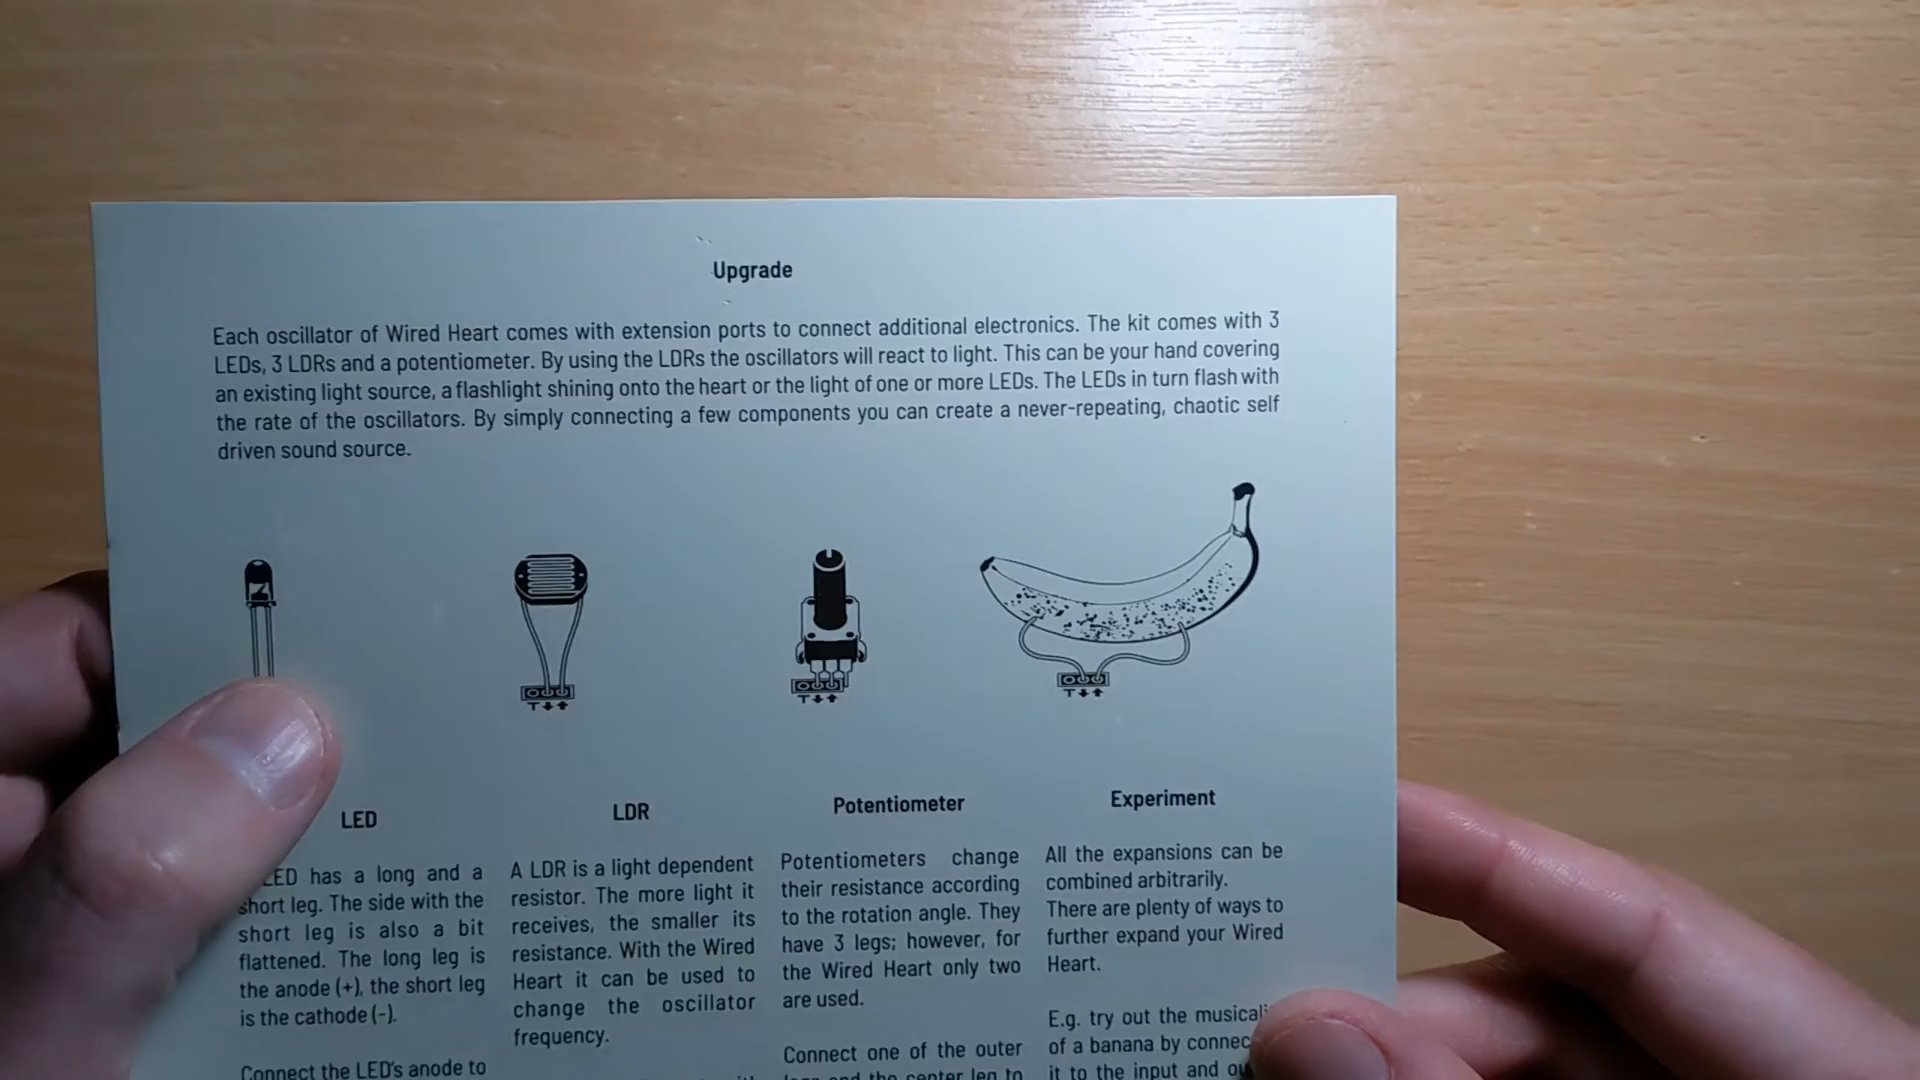 Upgrade
Each oscillator of Wired Heart comes with extension ports to connect additional electronics. The kit comes with 3
LEDs, 3 LDRs and a potentiometer. By using the LDRs the oscillators will react to light. This can be your hand covering
an existing light source, a flashlight shining onto the heart or the light of one or more LEDs. The LEDs in turn flash with
the rate of the oscillators. By simply connecting a few components you can create a never-repeating, chaotic self
driven sound source.
LED
LED has a long and a
short leg. The side with the
short leg is also a bit
flattened. The long leg is
the anode (+), the short leg
is the cathode (-).
Connect the LED's anode to
LDR
A LDR is a light dependent
resistor. The more light it
receives, the smaller its
resistance. With the Wired
Heart it can be used to
change the oscillator
frequency.
Potentiometer
Potentiometers change
their resistance according
to the rotation angle. They
have 3 legs; however, for
the Wired Heart only two
are used.
Connect one of the outer
and the center leg to
Experiment
All the expansions can be
combined arbitrarily.
There are plenty of ways to
further expand your Wired
Heart.
E.g. try out the
of a banana by
it to the input and